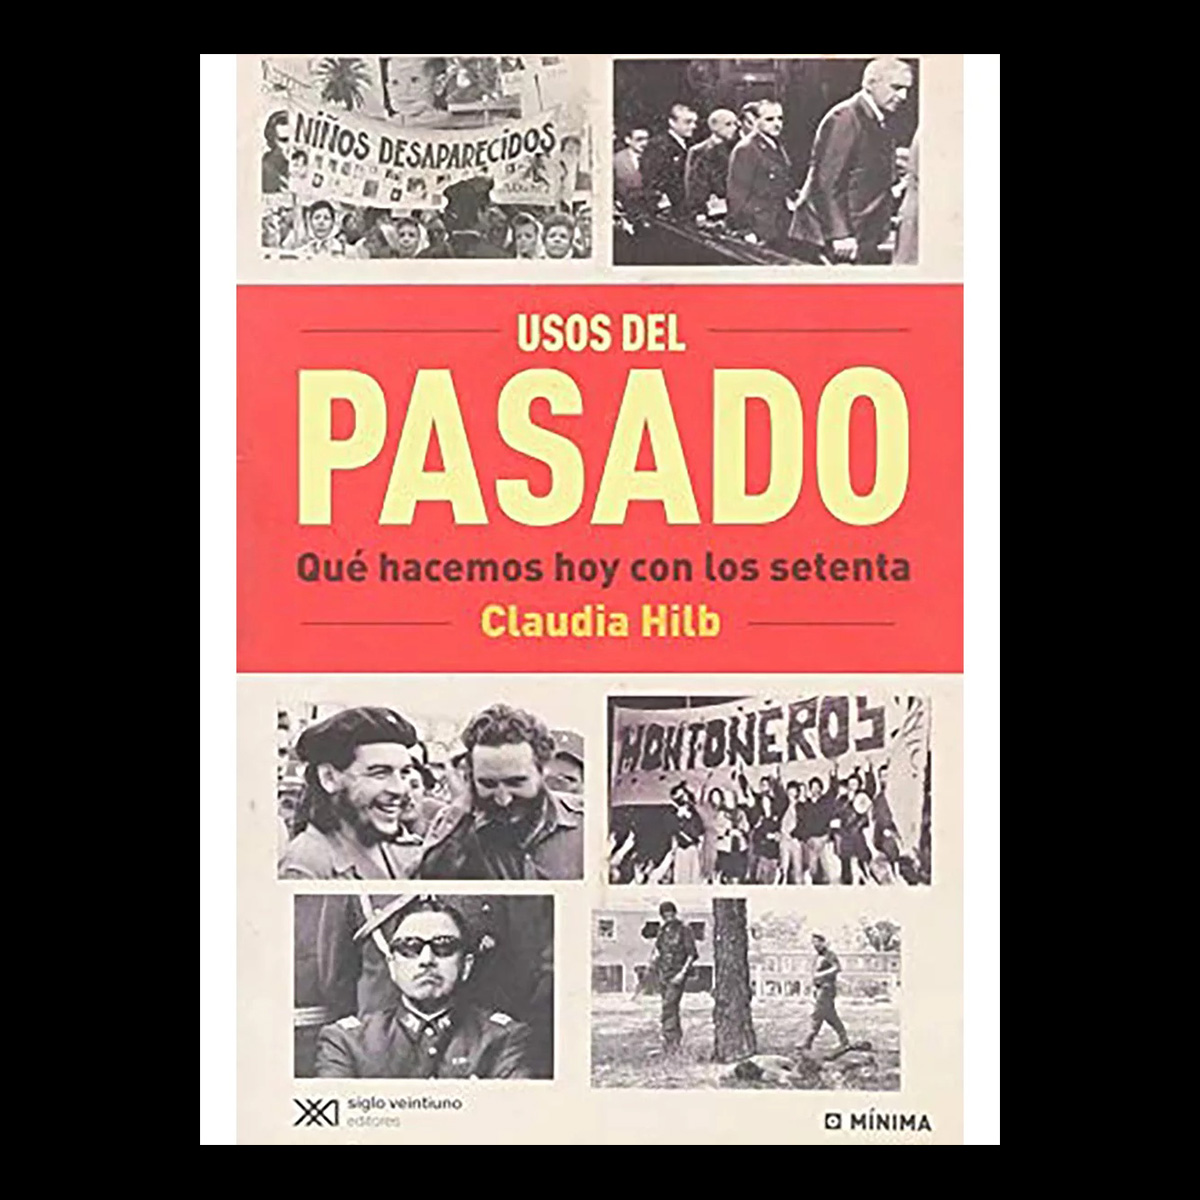 NIÑOS DESAPARECIDOS
USOS DEL
PASADO
Qué hacemos hoy con los setenta
Claudia Hilb
MONTONEROS
siglo veintiuno
editores
MÍNIMA